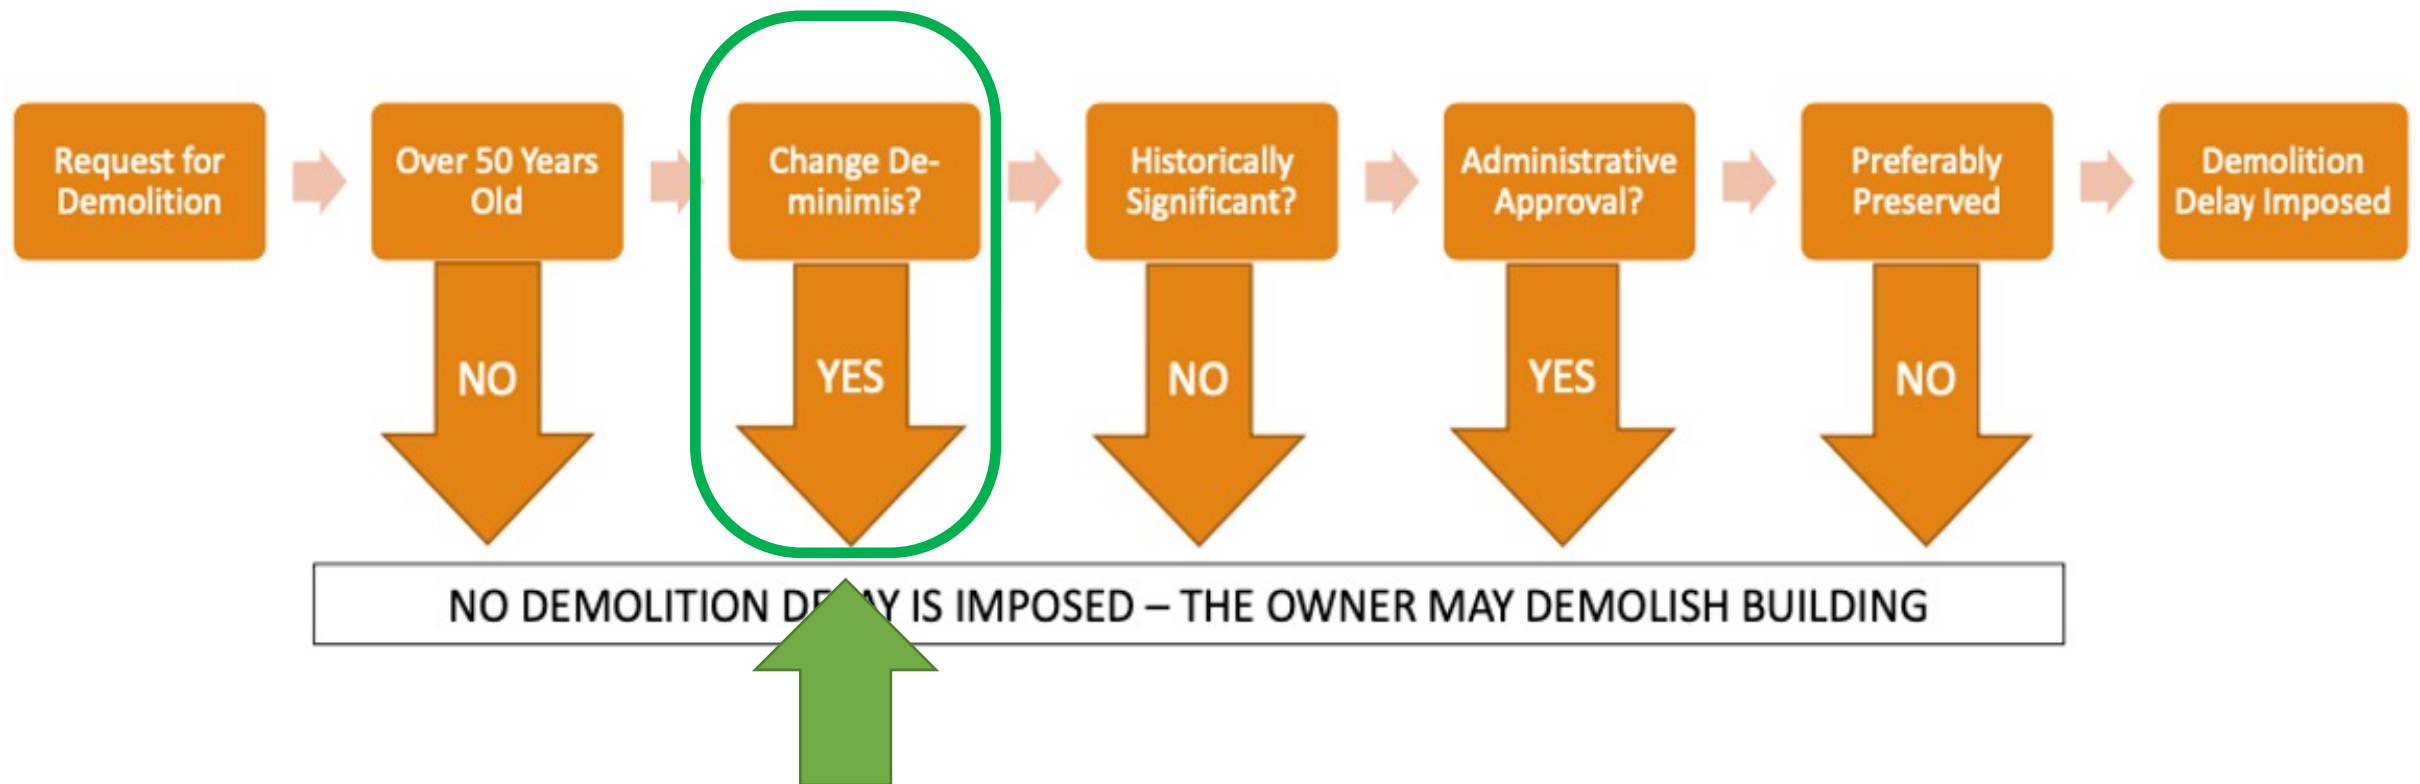 Request for
Demolition
Over 50 Years
Old
Change De-
minimis?
Historically
Significant?
Administrative
Approval?
Preferably
Preserved
Demolition
Delay Imposed
NO
YES
NO
YES
NO
NO DEMOLITION DELAY IS IMPOSED – THE OWNER MAY DEMOLISH BUILDING